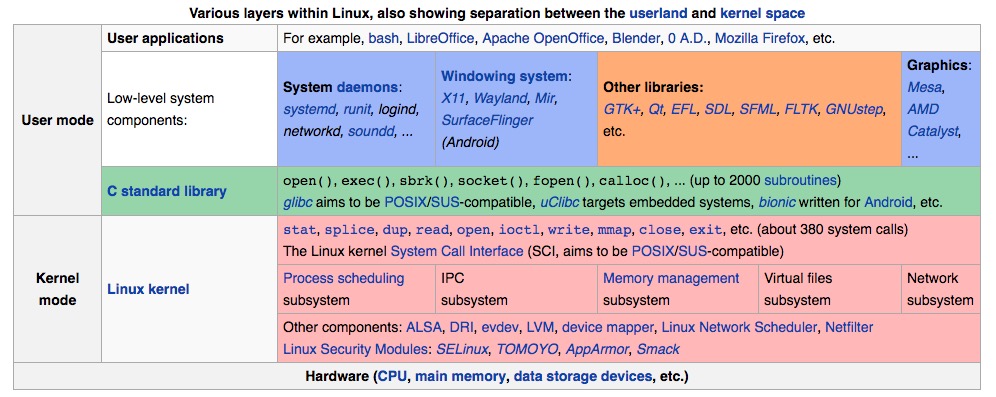 Various layers within Linux, also showing separation between the userland and kernel space
User mode
User applications
For example, bash, LibreOffice, Apache OpenOffice, Blender, 0 A.D., Mozilla Firefox, etc.
Low-level system
components:
System daemons:
systemd, runit, logind,
networkd, soundd, ...
Windowing system:
X11, Wayland, Mir,
SurfaceFlinger
(Android)
Other libraries:
GTK+, Qt, EFL, SDL, SFML, FLTK, GNUstep,
etc.
Graphics:
Mesa,
AMD
Catalyst,
...
C standard library
open(), exec(), sbrk(), socket(), fopen(), calloc(), ... (up to 2000 subroutines)
glibc aims to be POSIX/SUS-compatible, uClibc targets embedded systems, bionic written for Android, etc.
Kernel
mode
Linux kernel
stat, splice, dup, read, open, ioctl, write, mmap, close, exit, etc. (about 380 system calls)
The Linux kernel System Call Interface (SCI, aims to be POSIX/SUS-compatible)
Process scheduling
subsystem
IPC
subsystem
Memory management
subsystem
Virtual files
subsystem
Network
subsystem
Other components: ALSA, DRI, evdev, LVM, device mapper, Linux Network Scheduler, Netfilter
Linux Security Modules: SELinux, TOMOYO, AppArmor, Smack
Hardware (CPU, main memory, data storage devices, etc.)